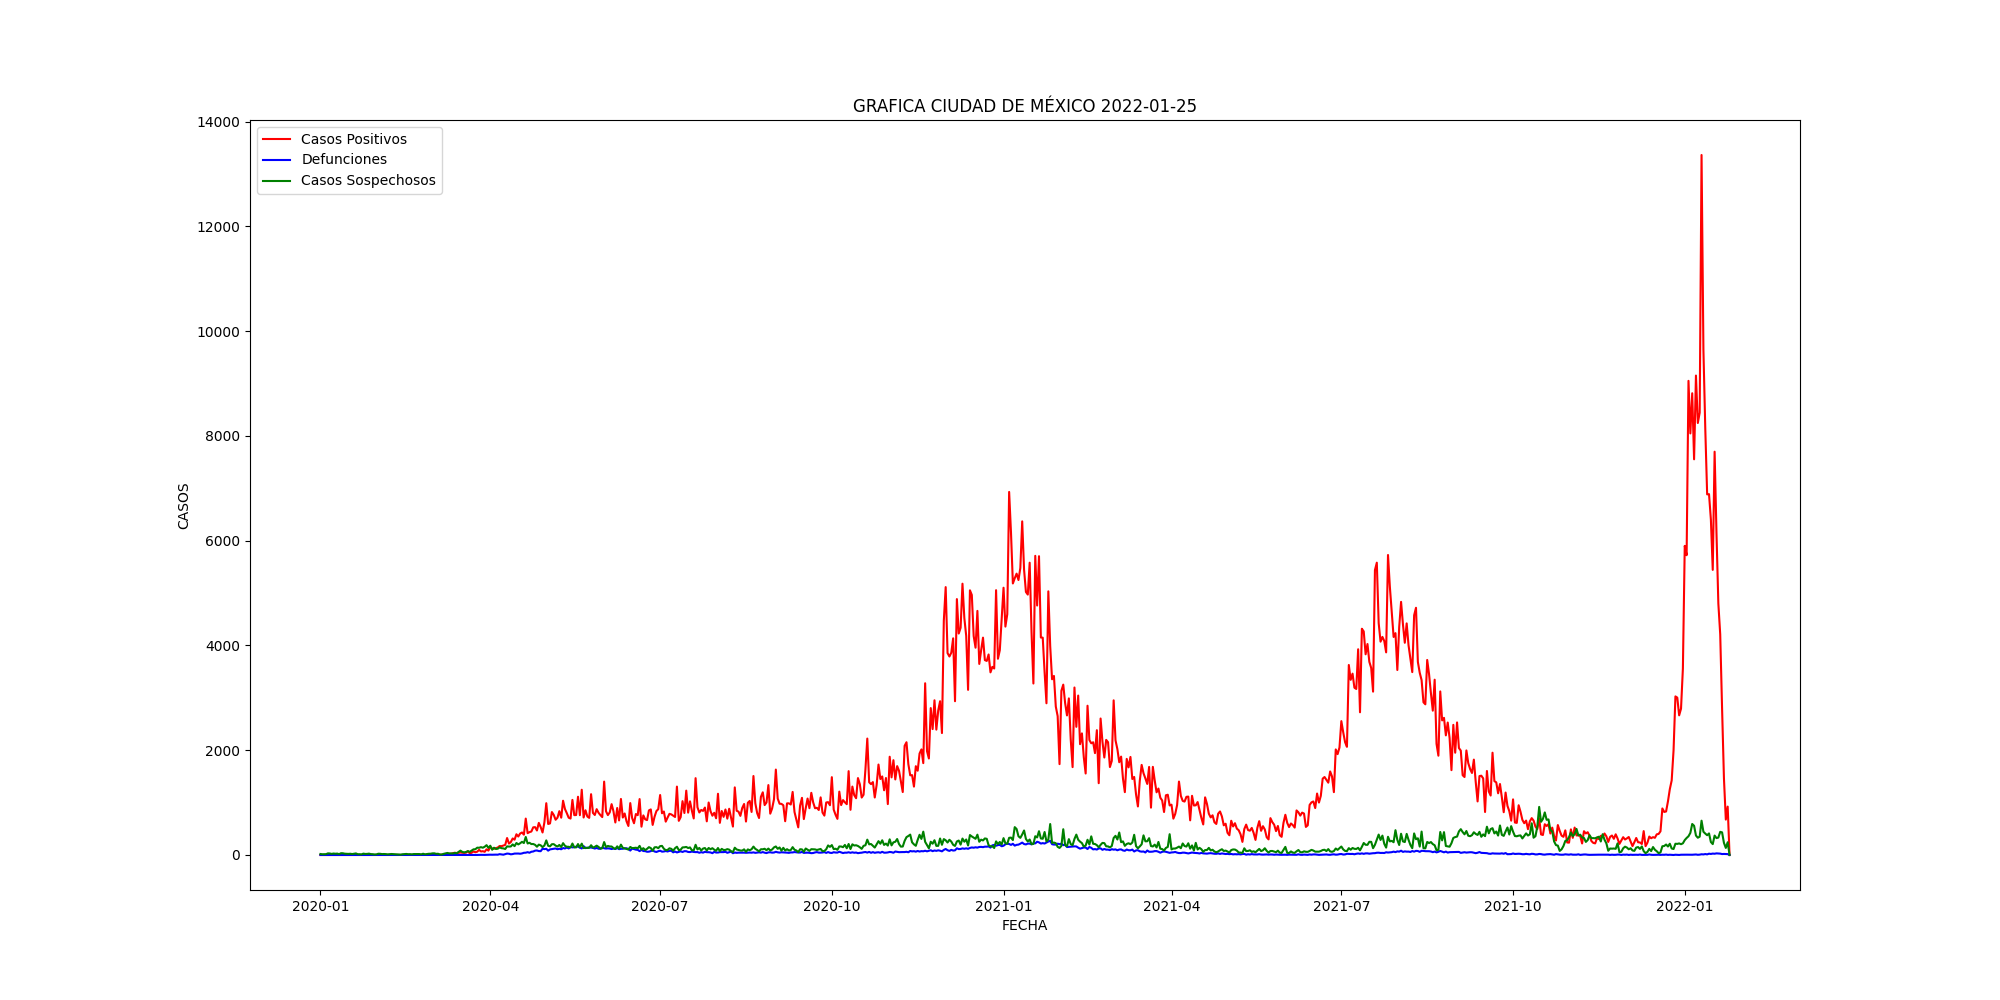 GRAFICA CIUDAD DE MÉXICO 2022-01-25
14000
12000
10000
8000
6000
4000
2000
0
CASOS
Casos Positivos
Defunciones
Casos Sospechosos
2020-01 2020-04 2020-07 2020-10 2021-01 2021-04 2021-07 2021-10 2022-01
FECHA